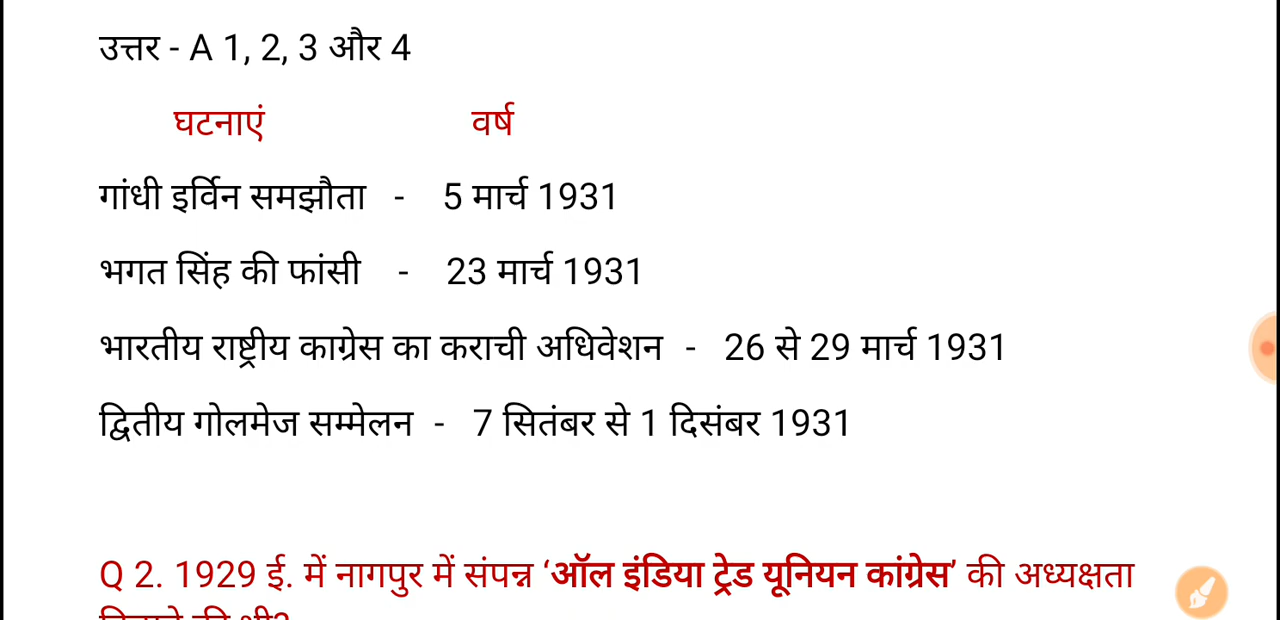 उत्तर - A 1, 2, 3 और 4
घटनाएं वर्ष
गांधी इर्विन समझौता - 5 मार्च 1931
भगत सिंह की फांसी - 23 मार्च 1931
भारतीय राष्ट्रीय काग्रेस का कराची अधिवेशन - 26 से 29 मार्च 1931
द्वितीय गोलमेज सम्मेलन - 7 सितंबर से 1 दिसंबर 1931
Q 2. 1929 ई. में नागपुर में संपन्न ‘ऑल इंडिया ट्रेड यूनियन कांग्रेस’ की अध्यक्षता